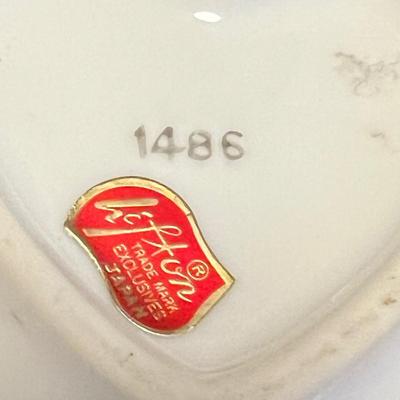 1486
Lefton®
TRADE MARK
EXCLUSIVES
JAPAN